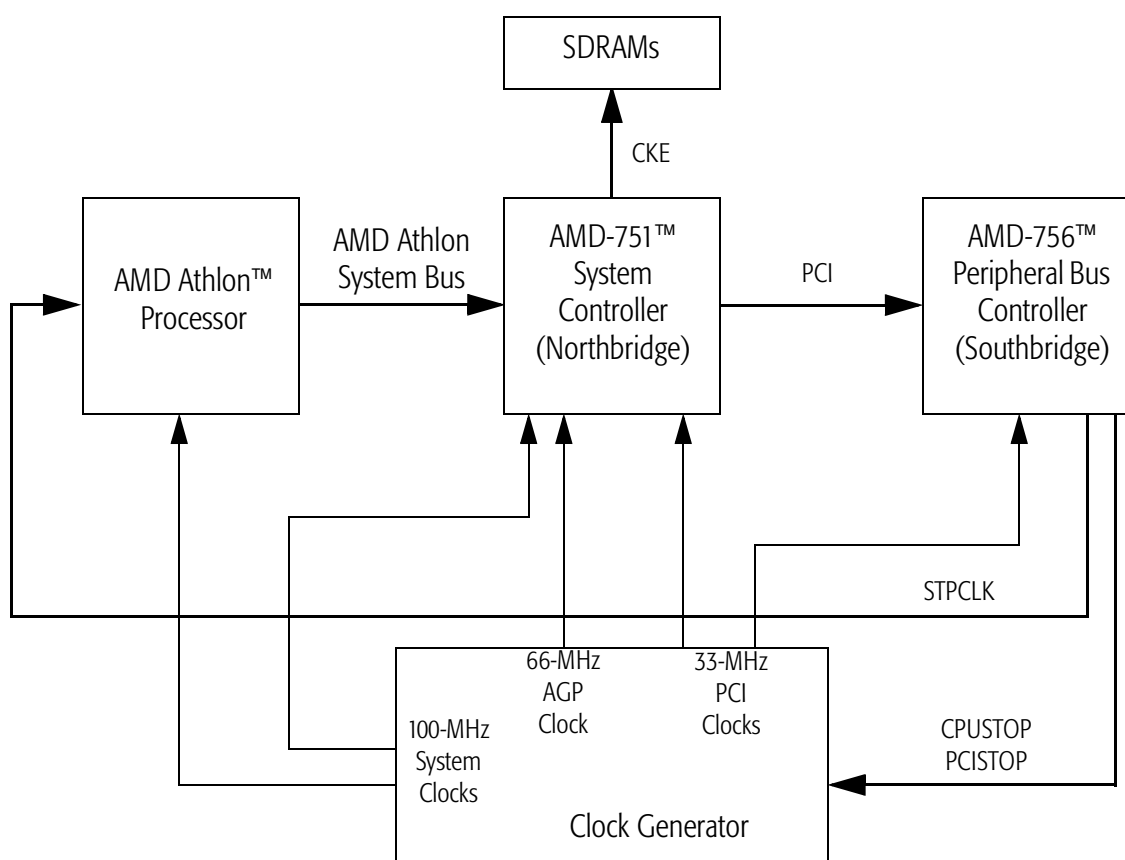 SDRAMs
CKE
AMD Athlon™
Processor
AMD Athlon
System Bus
AMD-751™
System
Controller
(Northbridge)
PCI
AMD-756™
Peripheral Bus
Controller
(Southbridge)
STPCLK
66-MHz
AGP
Clock
33-MHz
PCI
Clocks
100-MHz
System
Clocks
CPUSTOP
PCISTOP
Clock Generator